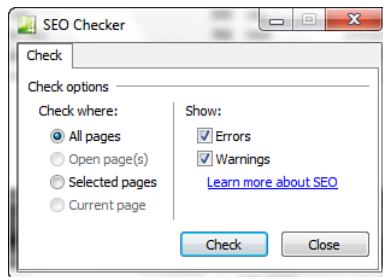 SEO Checker
Check
Check options
Check where:
All pages
Open page(s)
Selected pages
Current page
Show:
Errors
Warnings
Learn more about SEO
Check
Close